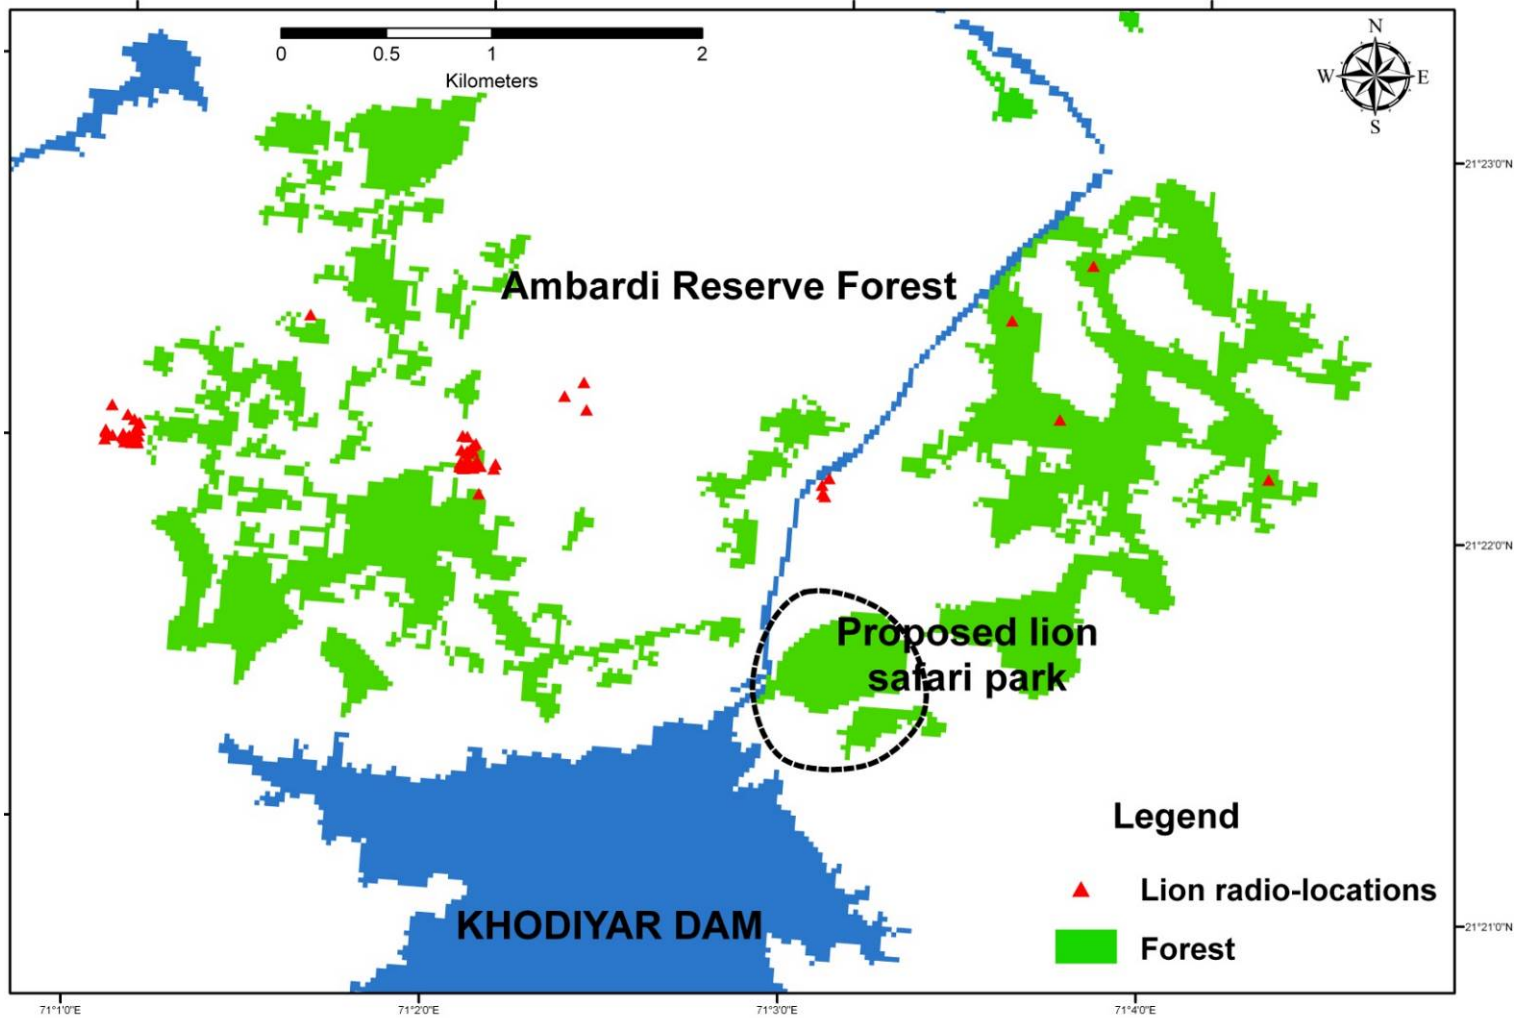 0 0.5 1 2
Kilometers
N
W E
S
21°23'0"N
Ambardi Reserve Forest
21°22'0"N
Proposed lion
safari park
Legend
Lion radio-locations
KHODIYAR DAM
21°21'0"N
Forest
71°1'0"E 71°2'0"E 71°3'0"E 71°4'0"E